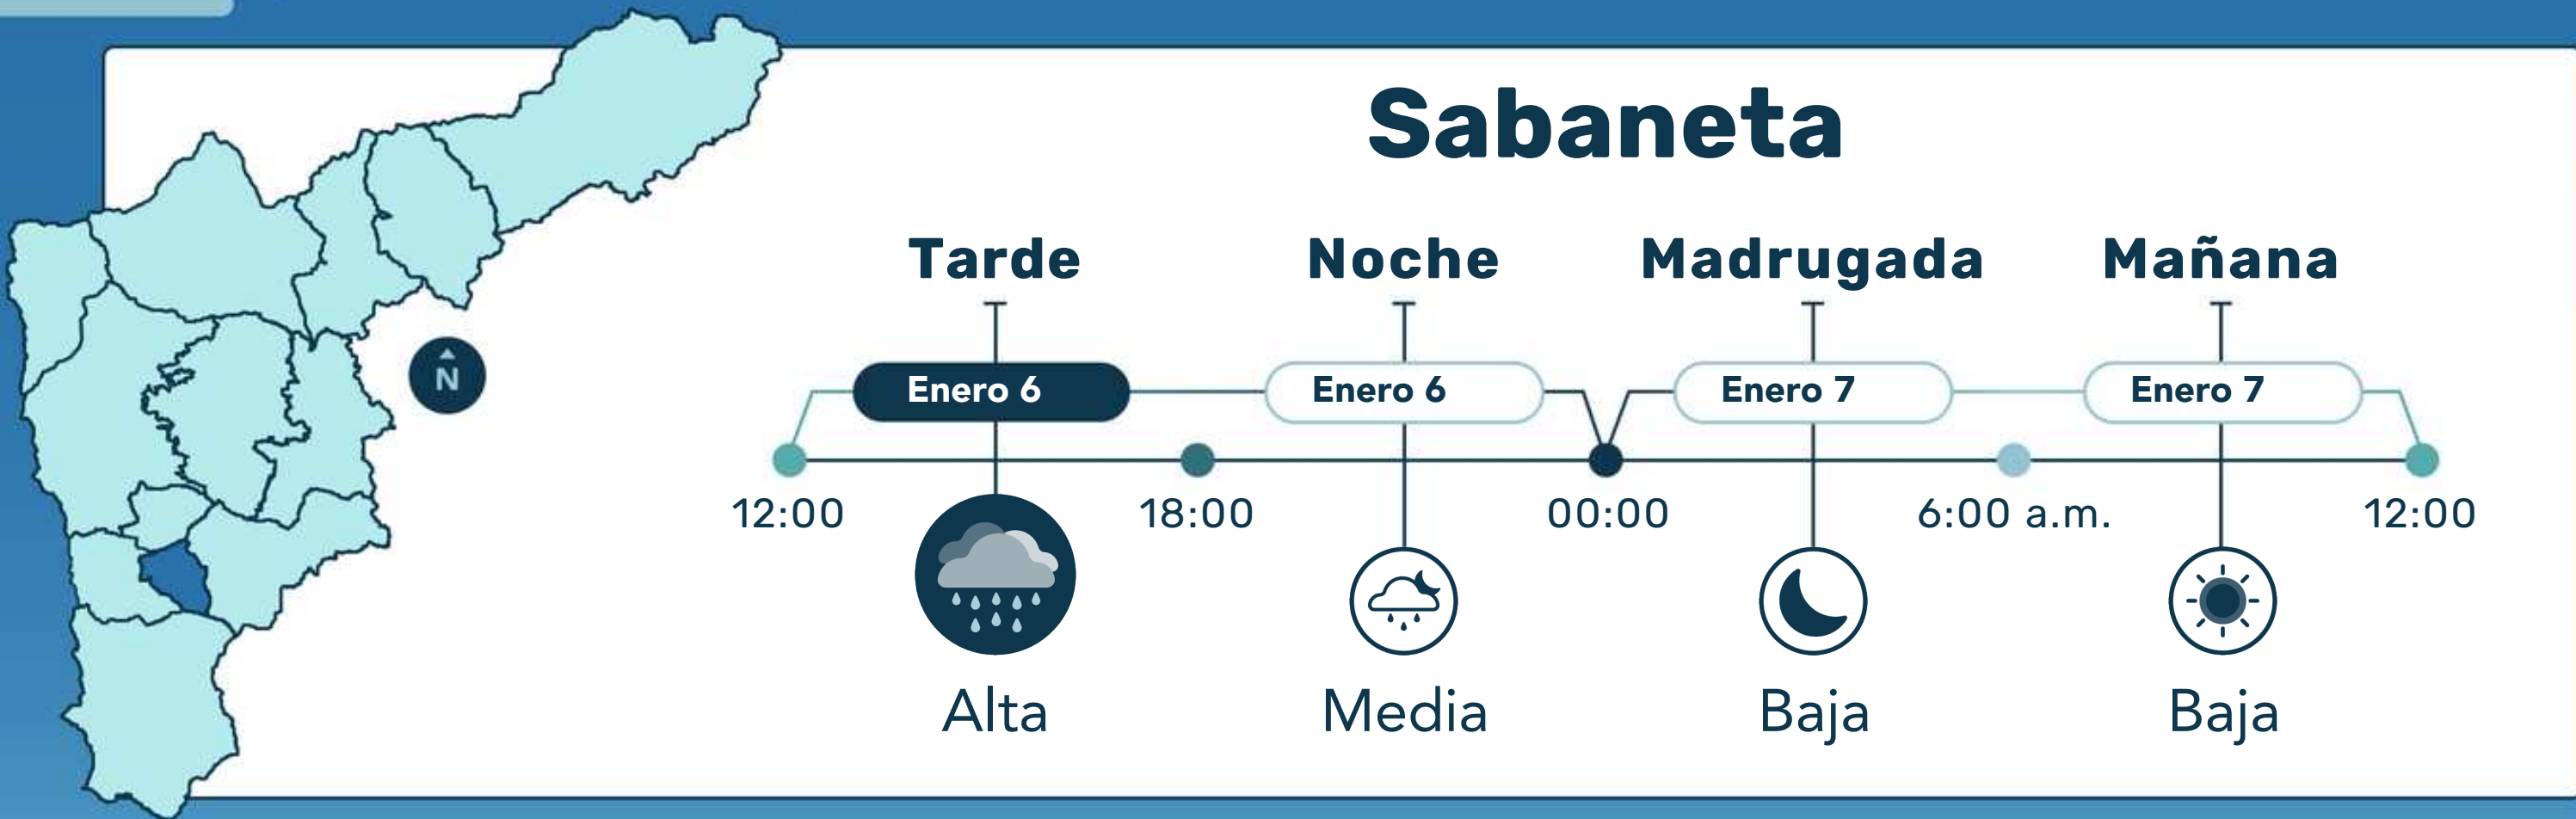 Sabaneta
Tarde Noche Madrugada Mañana
Enero 6 Enero 6 Enero 7 Enero 7
N
12:00 18:00 00:00 6:00 a.m. 12:00
Alta Media Baja Baja